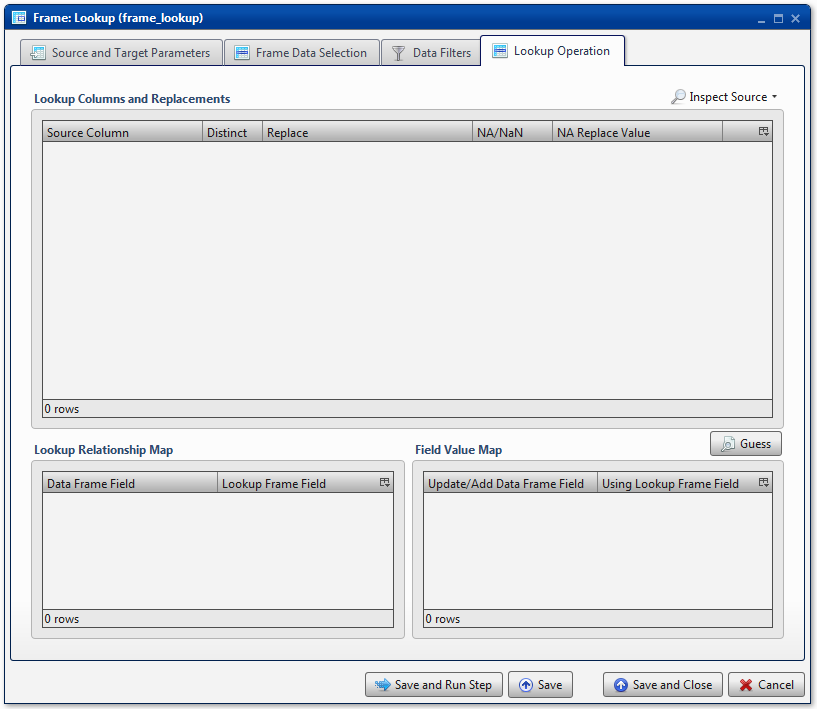 Frame: Lookup (frame_lookup)
Source and Target Parameters Frame Data Selection Data Filters Lookup Operation
Lookup Columns and Replacements Inspect Source
Source Column Distinct Replace NA/NaN NA Replace Value
0 rows
Guess
Lookup Relationship Map Field Value Map
Data Frame Field Lookup Frame Field Update/Add Data Frame Field Using Lookup Frame Field
0 rows 0 rows
Save and Run Step Save Save and Close Cancel